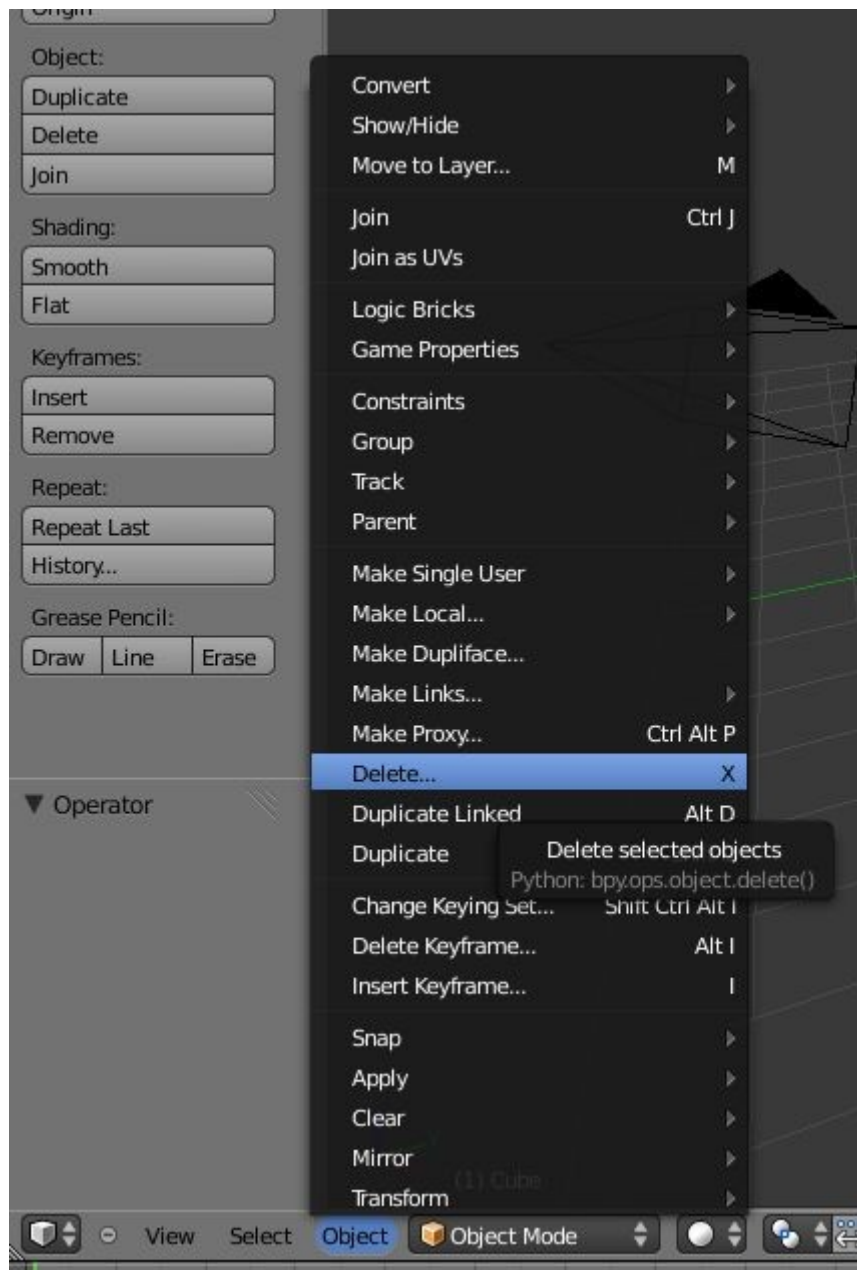 Origin
Object:
Duplicate
Delete
Join
Shading:
Smooth
Flat
Keyframes:
Insert
Remove
Repeat:
Repeat Last
History...
Grease Pencil:
Draw Line Erase
Operator
Convert
Show/Hide
Move to Layer... M
Join Ctrl J
Join as UVs
Logic Bricks
Game Properties
Constraints
Group
Track
Parent
Make Single User
Make Local...
Make Dupliface...
Make Links...
Make Proxy... Ctrl Alt P
Delete... X
Duplicate Linked Alt D
Duplicate
Delete selected objects
Python: bpy.ops.object.delete()
Change Keying Set... Shift Ctrl Alt I
Delete Keyframe... Alt I
Insert Keyframe... I
Snap
Apply
Clear
Mirror
(1) Cube
Transform
View Select Object Object Mode